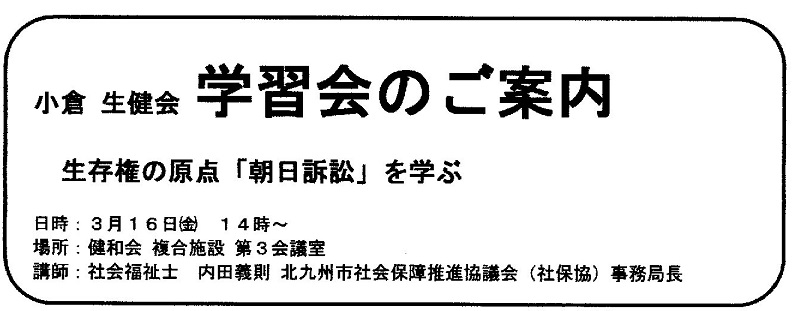 小倉 生健会 学習会のご案内
生存権の原点「朝日訴訟」を学ぶ
日時：３月１６日㈮　１４時～
場所：健和会 複合施設 第３会議室
講師：社会福祉士　内田義則 北九州市社会保障推進協議会（社保協）事務局長